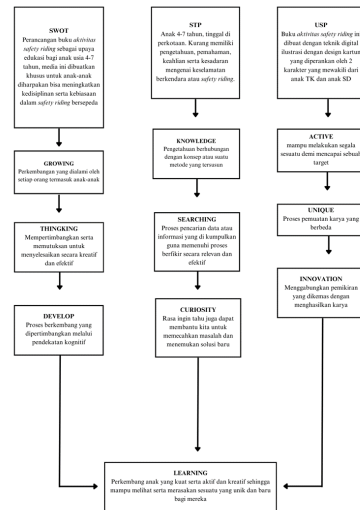 SWOT
Perancangan buku aktivitas
safety riding sebagai upaya
edukasi bagi anak usia 4-7
tahun, media ini dibuatkan
khusus untuk anak-anak
diharapkan bisa meningkatkan
kedisiplinan serta kebiasaan
dalam safety riding bersepeda
GROWING
Perkembangan yang dialami oleh
setiap orang termasuk anak-anak
THINGKING
Mempertimbangkan serta
memutuskan untuk
menyelesaikan secara kreatif
dan efektif
DEVELOP
Proses berkembang yang
dipertimbangkan melalui
pendekatan kognitif
STP
Anak 4-7 tahun, tinggal di
perkotaan. Kurang memiliki
pengetahuan, pemahaman,
keahlian serta kesadaran
mengenai keselamatan
berkendara atau safety riding.
KNOWLEDGE
Pengetahuan berhubungan
dengan konsep atau suatu
metode yang tersusun
SEARCHING
Proses pencarian data atau
informasi yang di kumpulkan
guna memenuhi proses
berfikir secara relevan dan
efektif
CURIOSITY
Rasa ingin tahu juga dapat
membantu kita untuk
memecahkan masalah dan
menemukan solusi baru
USP
Buku aktivitas safety riding ini
dibuat dengan teknik digital
ilustrasi dengan design kartun
yang diperankan oleh 2
karakter yang mewakili dari
anak TK dan anak SD
ACTIVE
mampu melakukan segala
sesuatu demi mencapai sebuah
target
UNIQUE
Proses pemuatan karya yang
berbeda
INNOVATION
Menggabungkan pemikiran
yang dikemas dengan
menghasilkan karya
LEARNING
Perkembang anak yang kuat serta aktif dan kreatif sehingga
mampu melihat serta merasakan sesuatu yang unik dan baru
bagi mereka